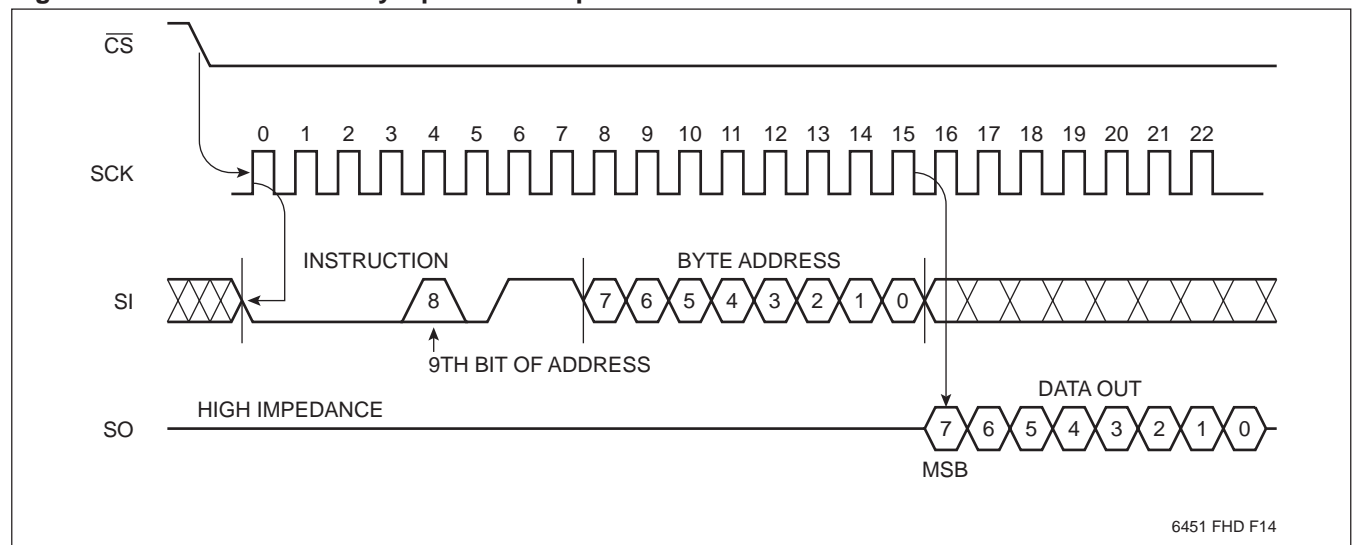 CS
0 1 2 3 4 5 6 7 8 9 10 11 12 13 14 15 16 17 18 19 20 21 22
SCK
INSTRUCTION
BYTE ADDRESS
SI
8
7 6 5 4 3 2 1 0
9TH BIT OF ADDRESS
DATA OUT
HIGH IMPEDANCE
SO
7 6 5 4 3 2 1 0
MSB
6451 FHD F14